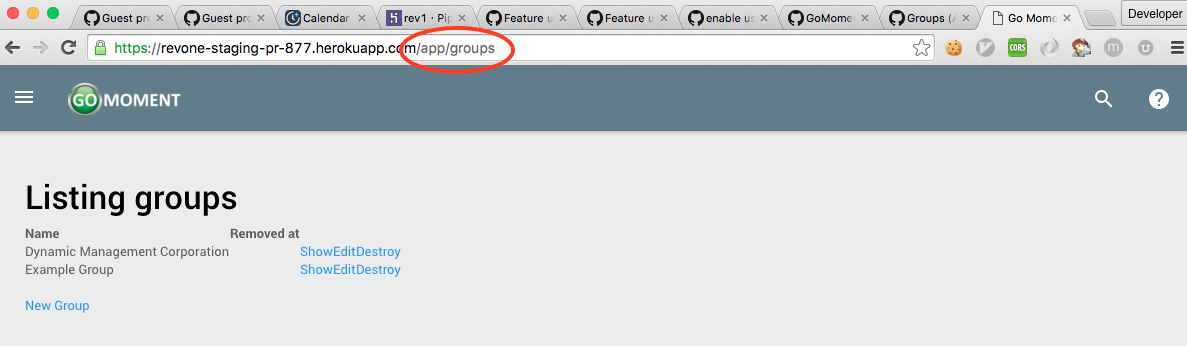 Guest pro
Guest pro
Calendar
rev1 · Pip
Feature u
Feature u
enable us
GoMomen
Groups (A
Go Mome
Developer
https://revone-staging-pr-877.herokuapp.com/app/groups
CORS
m
GO MOMENT
?
Listing groups
Name Removed at
Dynamic Management Corporation ShowEditDestroy
Example Group ShowEditDestroy
New Group